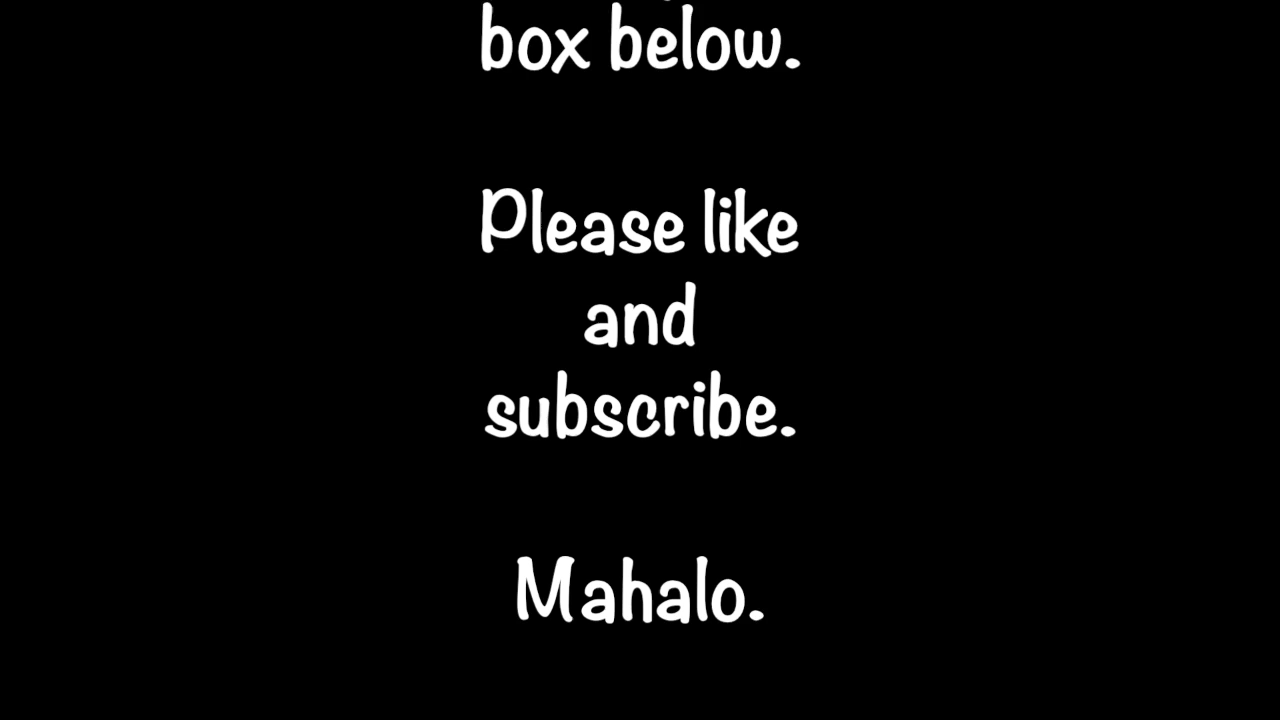 box below.
Please like
and
subscribe.
Mahalo.